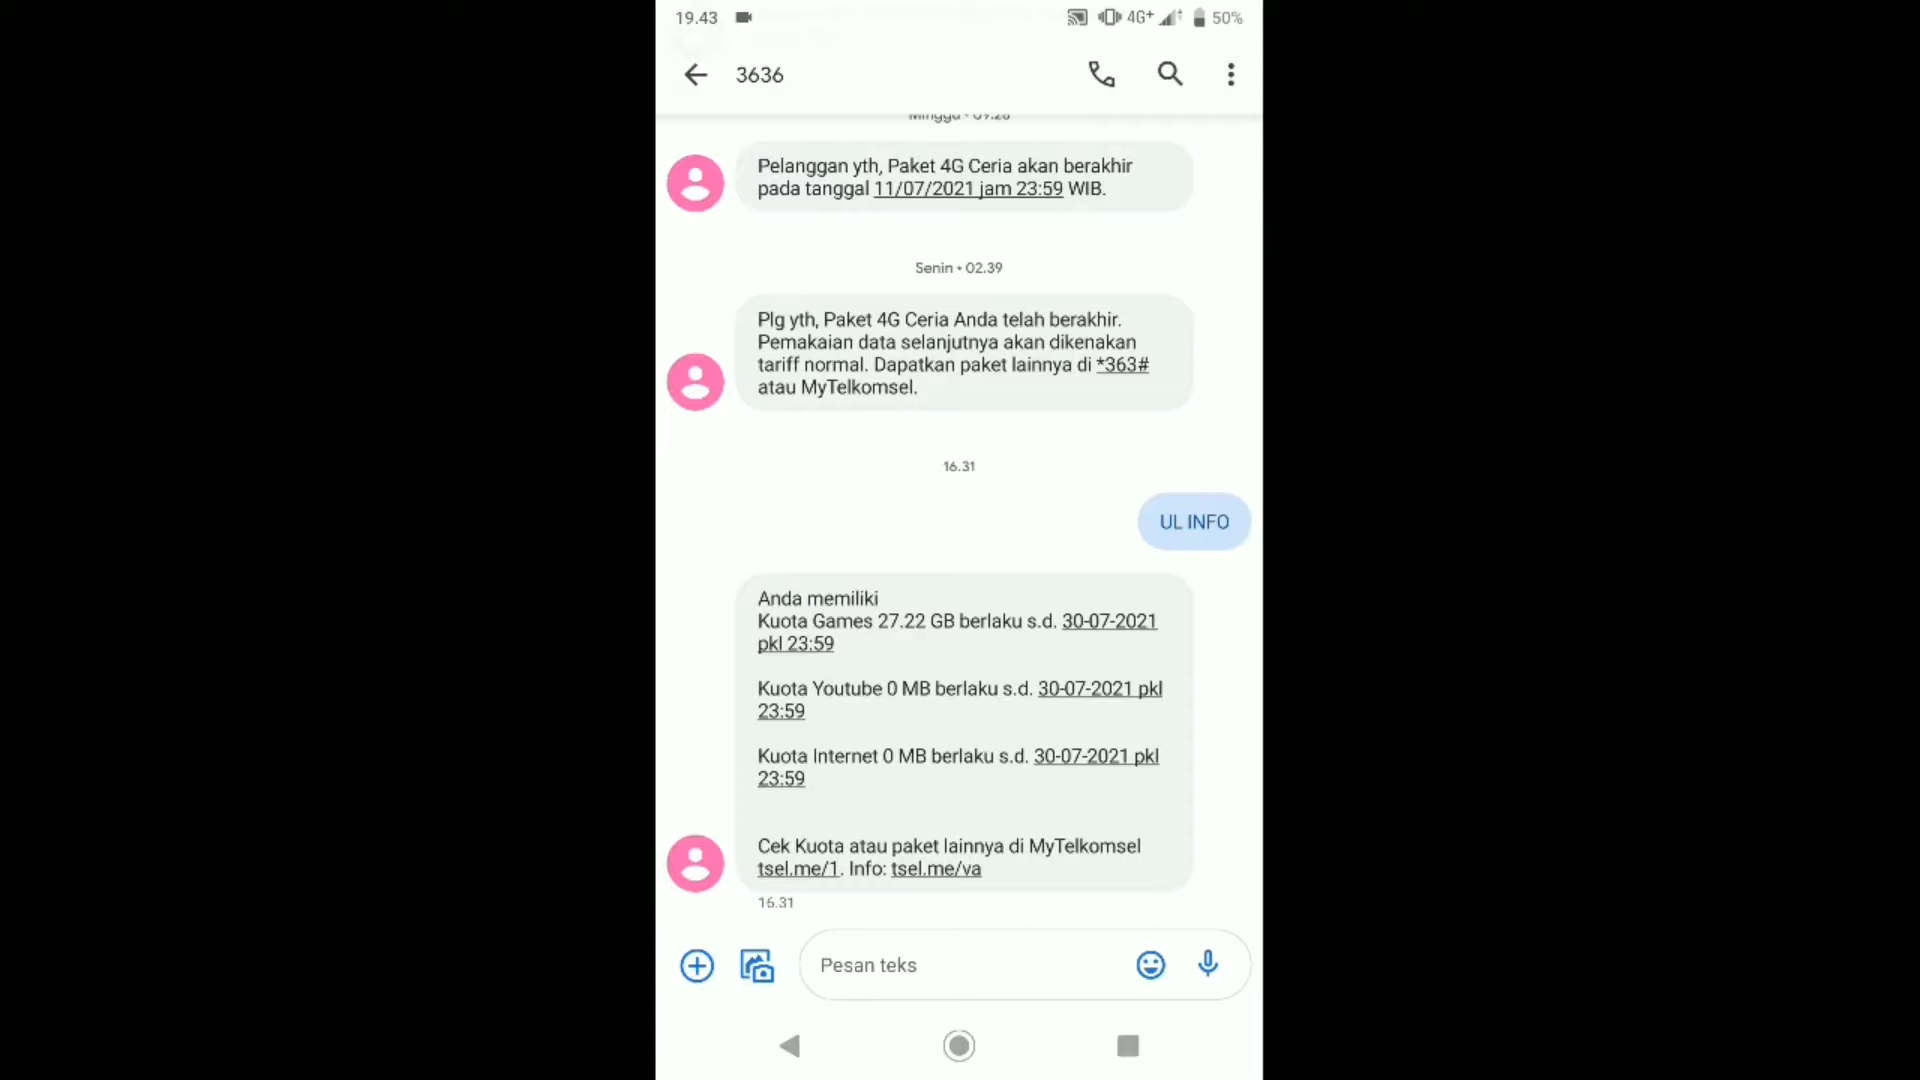 19.43
4G+
50%
3636
Minggu • 09.28
Pelanggan yth, Paket 4G Ceria akan berakhir
pada tanggal 11/07/2021 jam 23:59 WIB.
Senin • 02.39
Plg yth, Paket 4G Ceria Anda telah berakhir.
Pemakaian data selanjutnya akan dikenakan
tariff normal. Dapatkan paket lainnya di *363#
atau MyTelkomsel.
16.31
UL INFO
Anda memiliki
Kuota Games 27.22 GB berlaku s.d. 30-07-2021
pkl 23:59
Kuota Youtube 0 MB berlaku s.d. 30-07-2021 pkl
23:59
Kuota Internet 0 MB berlaku s.d. 30-07-2021 pkl
23:59
Cek Kuota atau paket lainnya di MyTelkomsel
tsel.me/1. Info: tsel.me/va
16.31
Pesan teks